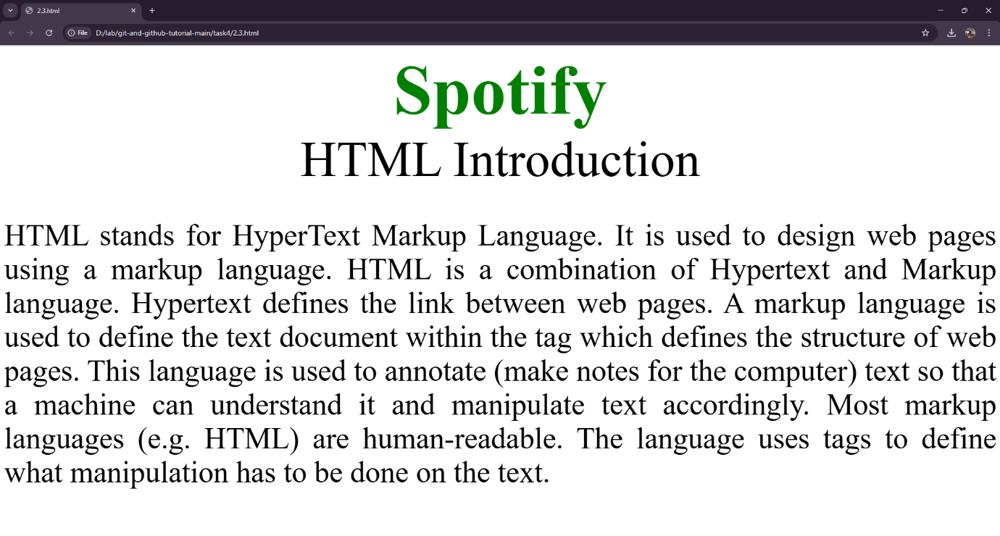 2.3.html
File D:/lab/git-and-github-tutorial-main/task4/2.3.html
Spotify
HTML Introduction
HTML stands for HyperText Markup Language. It is used to design web pages
using a markup language. HTML is a combination of Hypertext and Markup
language. Hypertext defines the link between web pages. A markup language is
used to define the text document within the tag which defines the structure of web
pages. This language is used to annotate (make notes for the computer) text so that
a machine can understand it and manipulate text accordingly. Most markup
languages (e.g. HTML) are human-readable. The language uses tags to define
what manipulation has to be done on the text.